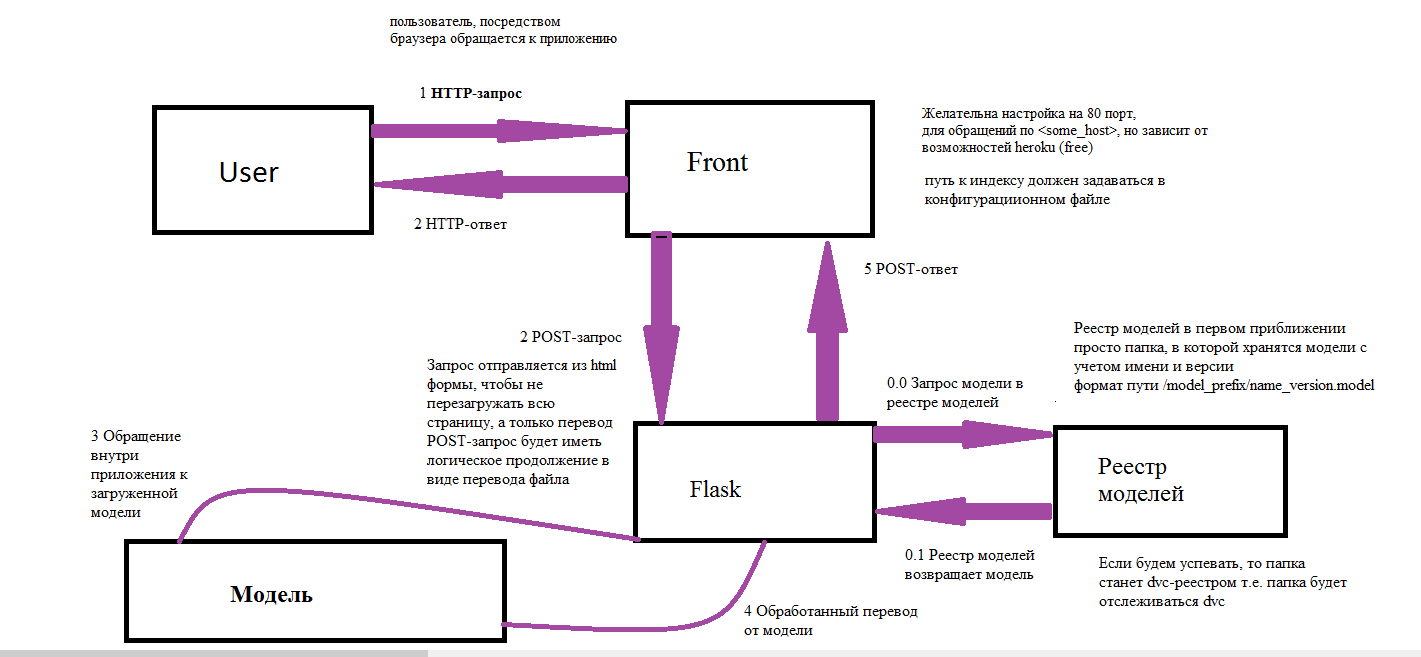 пользователь, посредством
браузера обращается к приложению
1 HTTP-запрос
User
Front
Желательна настройка на 80 порт,
для обращений по <some_host>, но зависит от
возможностей heroku (free)
путь к индексу должен задаваться в
конфигурациионном файле
2 HTTP-ответ
5 POST-ответ
2 POST-запрос
Запрос отправляется из html
формы, чтобы не
перезагружать всю
страницу, а только перевод
POST-запрос будет иметь
логическое продолжение в
виде перевода файла
Реестр моделей в первом приближении
просто папка, в которой хранятся модели с
учетом имени и версии
формат пути /model_prefix/name_version.model
0.0 Запрос модели в
реестре моделей
3 Обращение
внутри
приложения к
загруженной
модели
Flask
Реестр
моделей
0.1 Реестр моделей
возвращает модель
Если будем успевать, то папка
станет dvc-реестром т.е. папка будет
отслеживаться dvc
Модель
4 Обработанный перевод
от модели